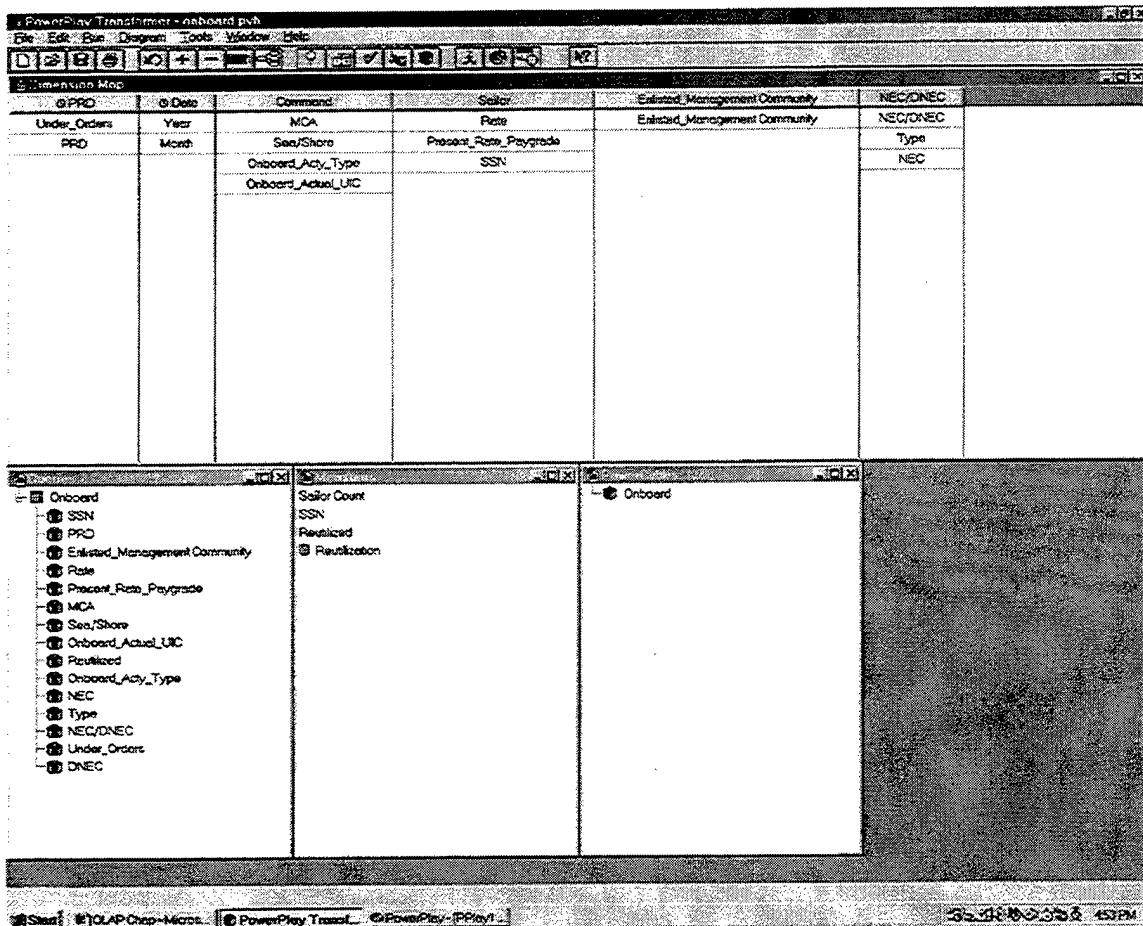 PowerPlay Transformer - onboard.pyh
File Edit Run Diagram Tools Window Help
Dimension Map
PRD Date Command Sailor Enlisted_Management Community NEC/DNEC
Under_Orders Year MCA Rate Enlisted_Management Community NEC/DNEC
PRD Month Sea/Shore Present_Rate_Paygrade Type
Onboard_Acty_Type SSN NEC
Onboard_Actual_UIC
Onboard
SSN
PRD
Enlisted_Management Community
Rate
Present_Rate_Paygrade
MCA
Sea/Shore
Onboard_Actual_UIC
Reutilized
Onboard_Acty_Type
NEC
Type
NEC/DNEC
Under_Orders
DNEC
Sailor Count
SSN
Reutilized
Reutilization
Onboard
Start OLAP Chap - Micros... PowerPlay Transf... PowerPlay - [PPlay1...] 4:53 PM